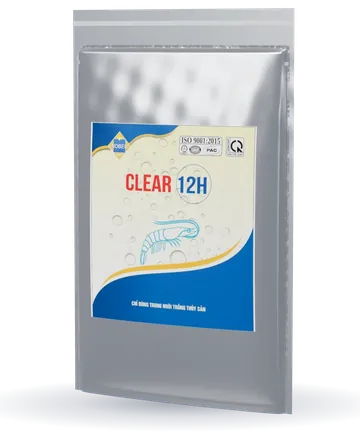 ISO 9001:2015
PAC
CLEAR 12H
CHỈ DÙNG TRONG NUÔI TRỒNG THỦY SẢN